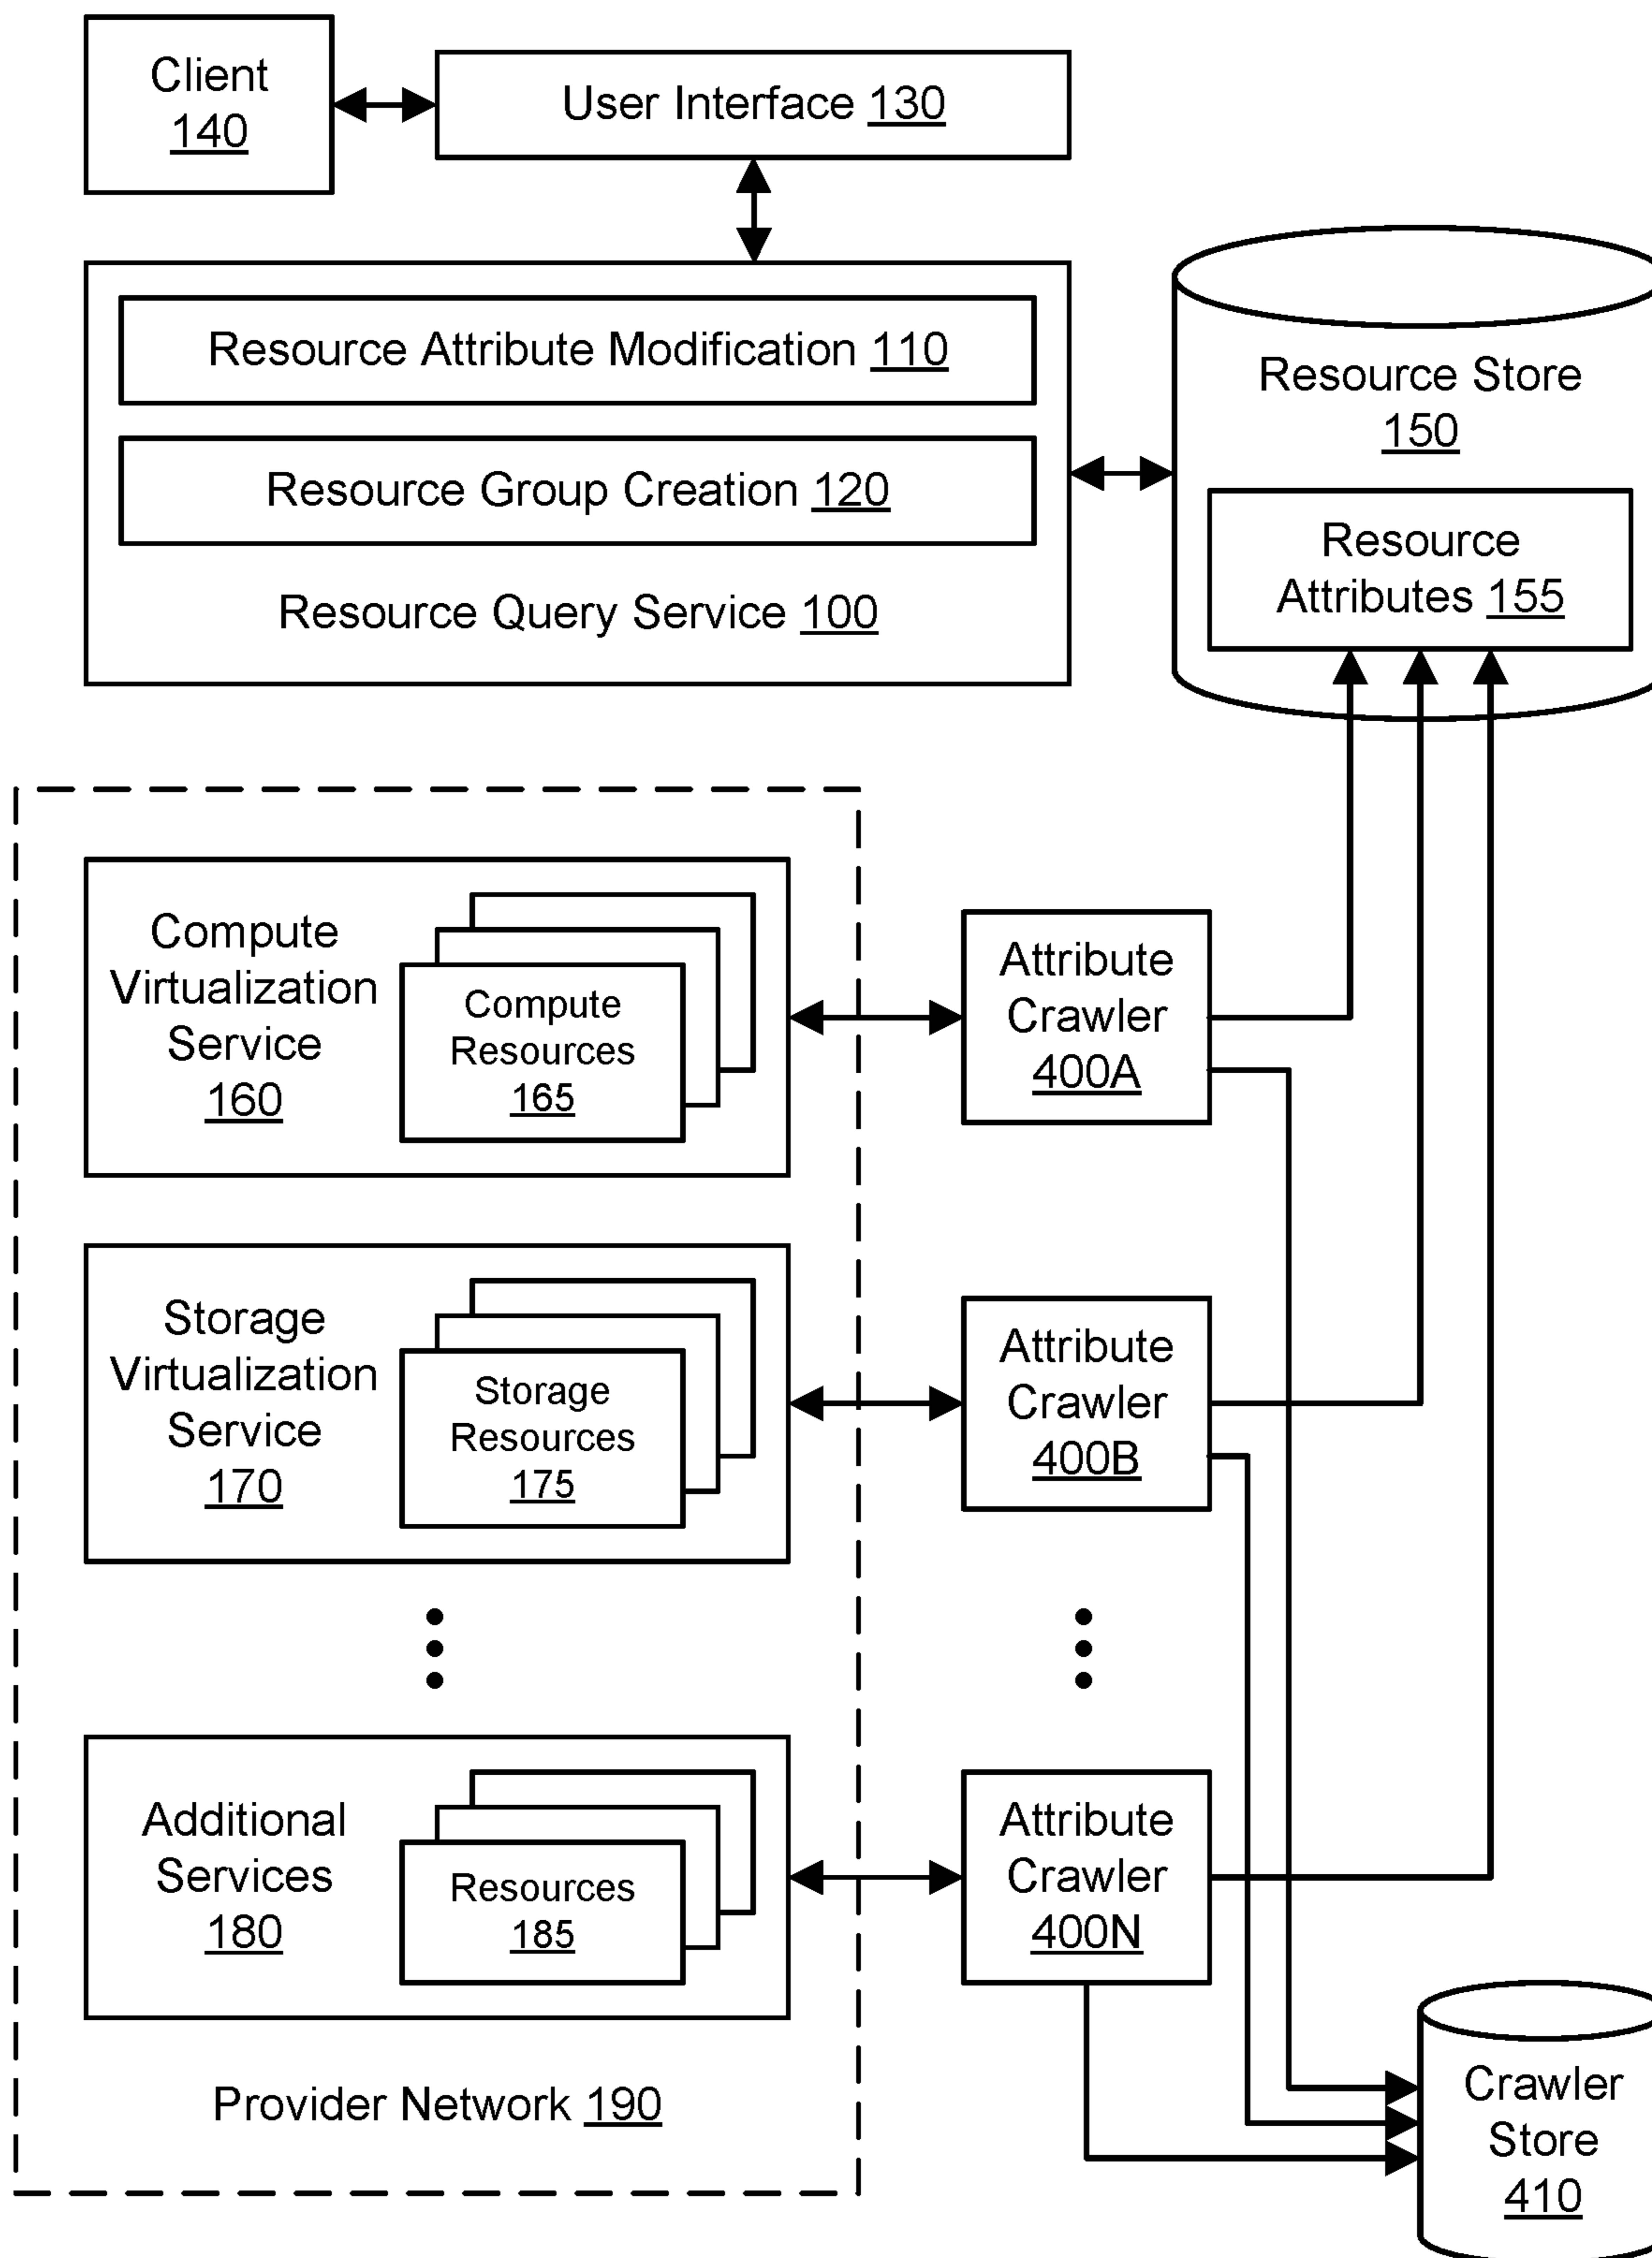 Client
140
User Interface 130
Resource Attribute Modification 110
Resource Group Creation 120
Resource Query Service 100
Resource Store
150
Resource
Attributes 155
Compute
Virtualization
Service
160
Compute
Resources
165
Attribute
Crawler
400A
Storage
Virtualization
Service
170
Storage
Resources
175
Attribute
Crawler
400B
Additional
Services
180
Resources
185
Attribute
Crawler
400N
Provider Network 190
Crawler
Store
410